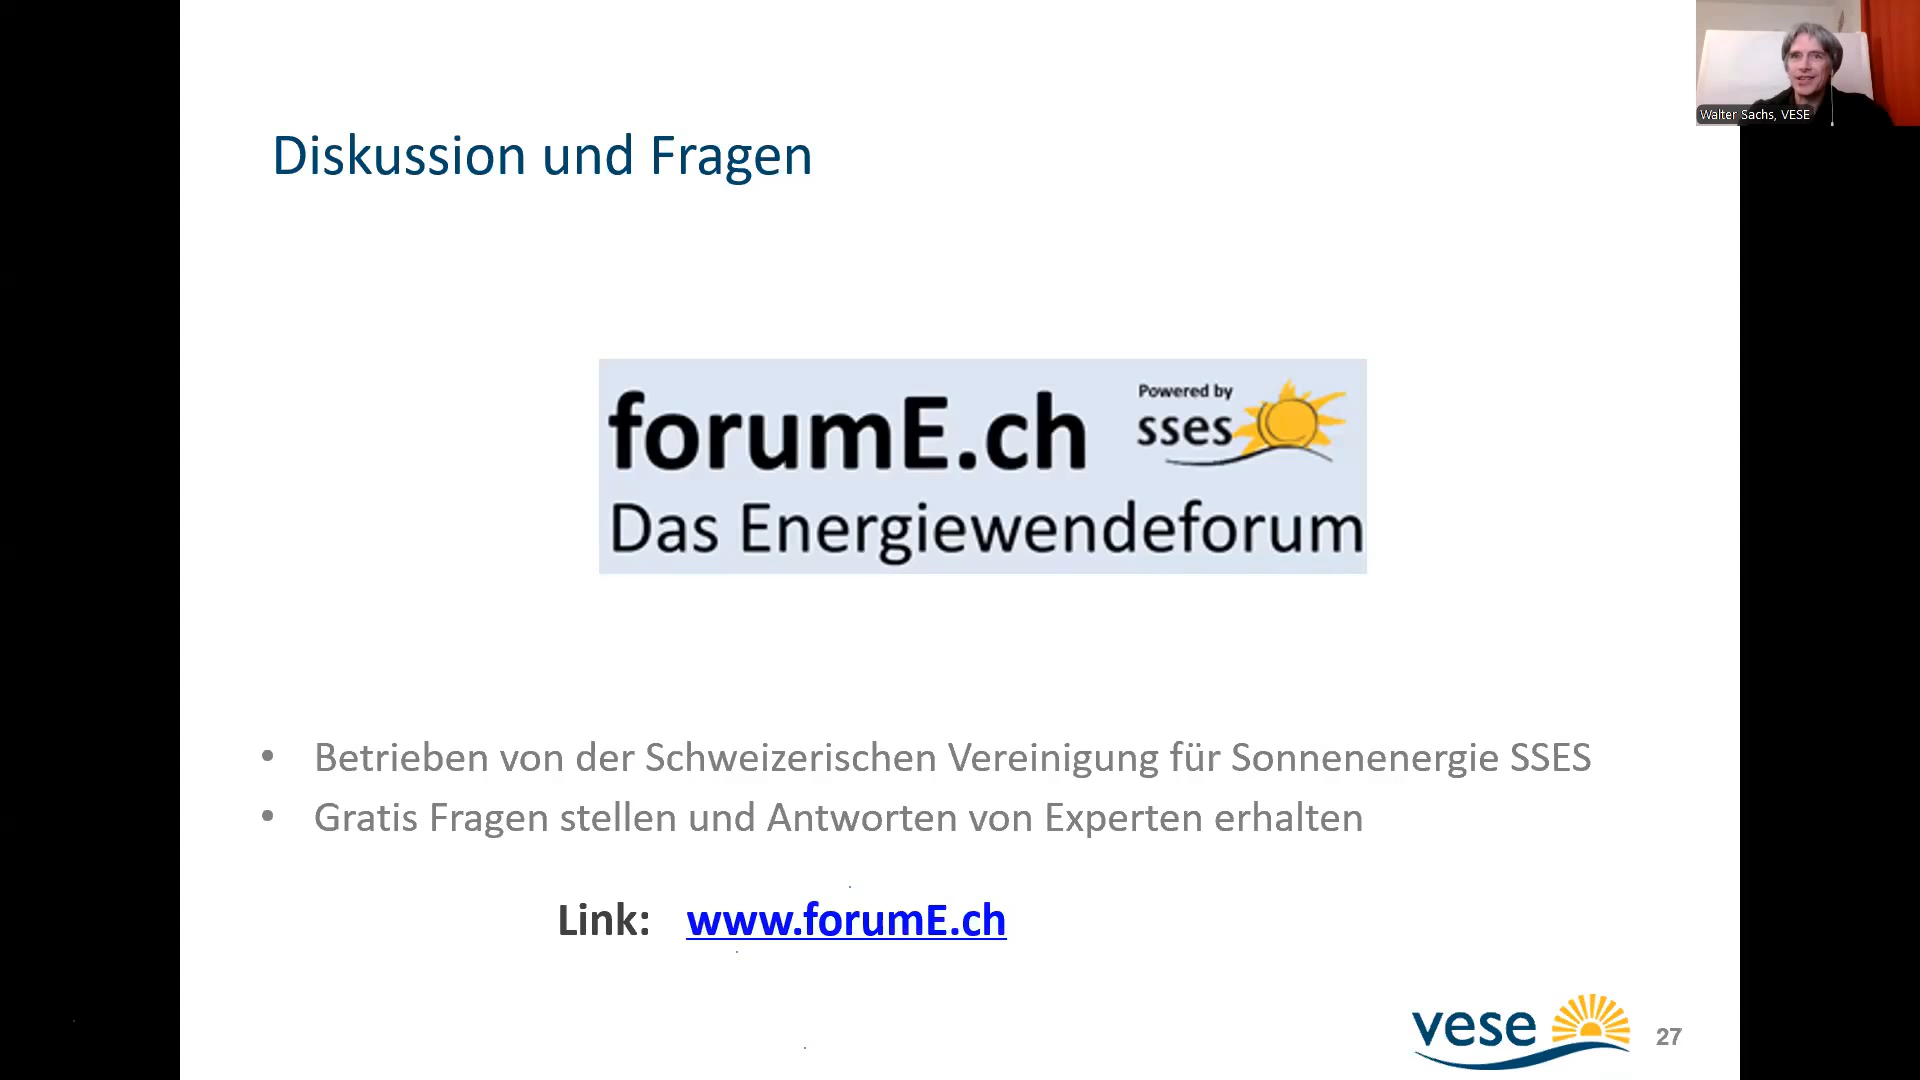 Walter Sachs, VESE
Diskussion und Fragen
forumE.ch
Powered by
sses
Das Energiewendeforum
• Betrieben von der Schweizerischen Vereinigung für Sonnenenergie SSES
• Gratis Fragen stellen und Antworten von Experten erhalten
Link: www.forumE.ch
vese
27